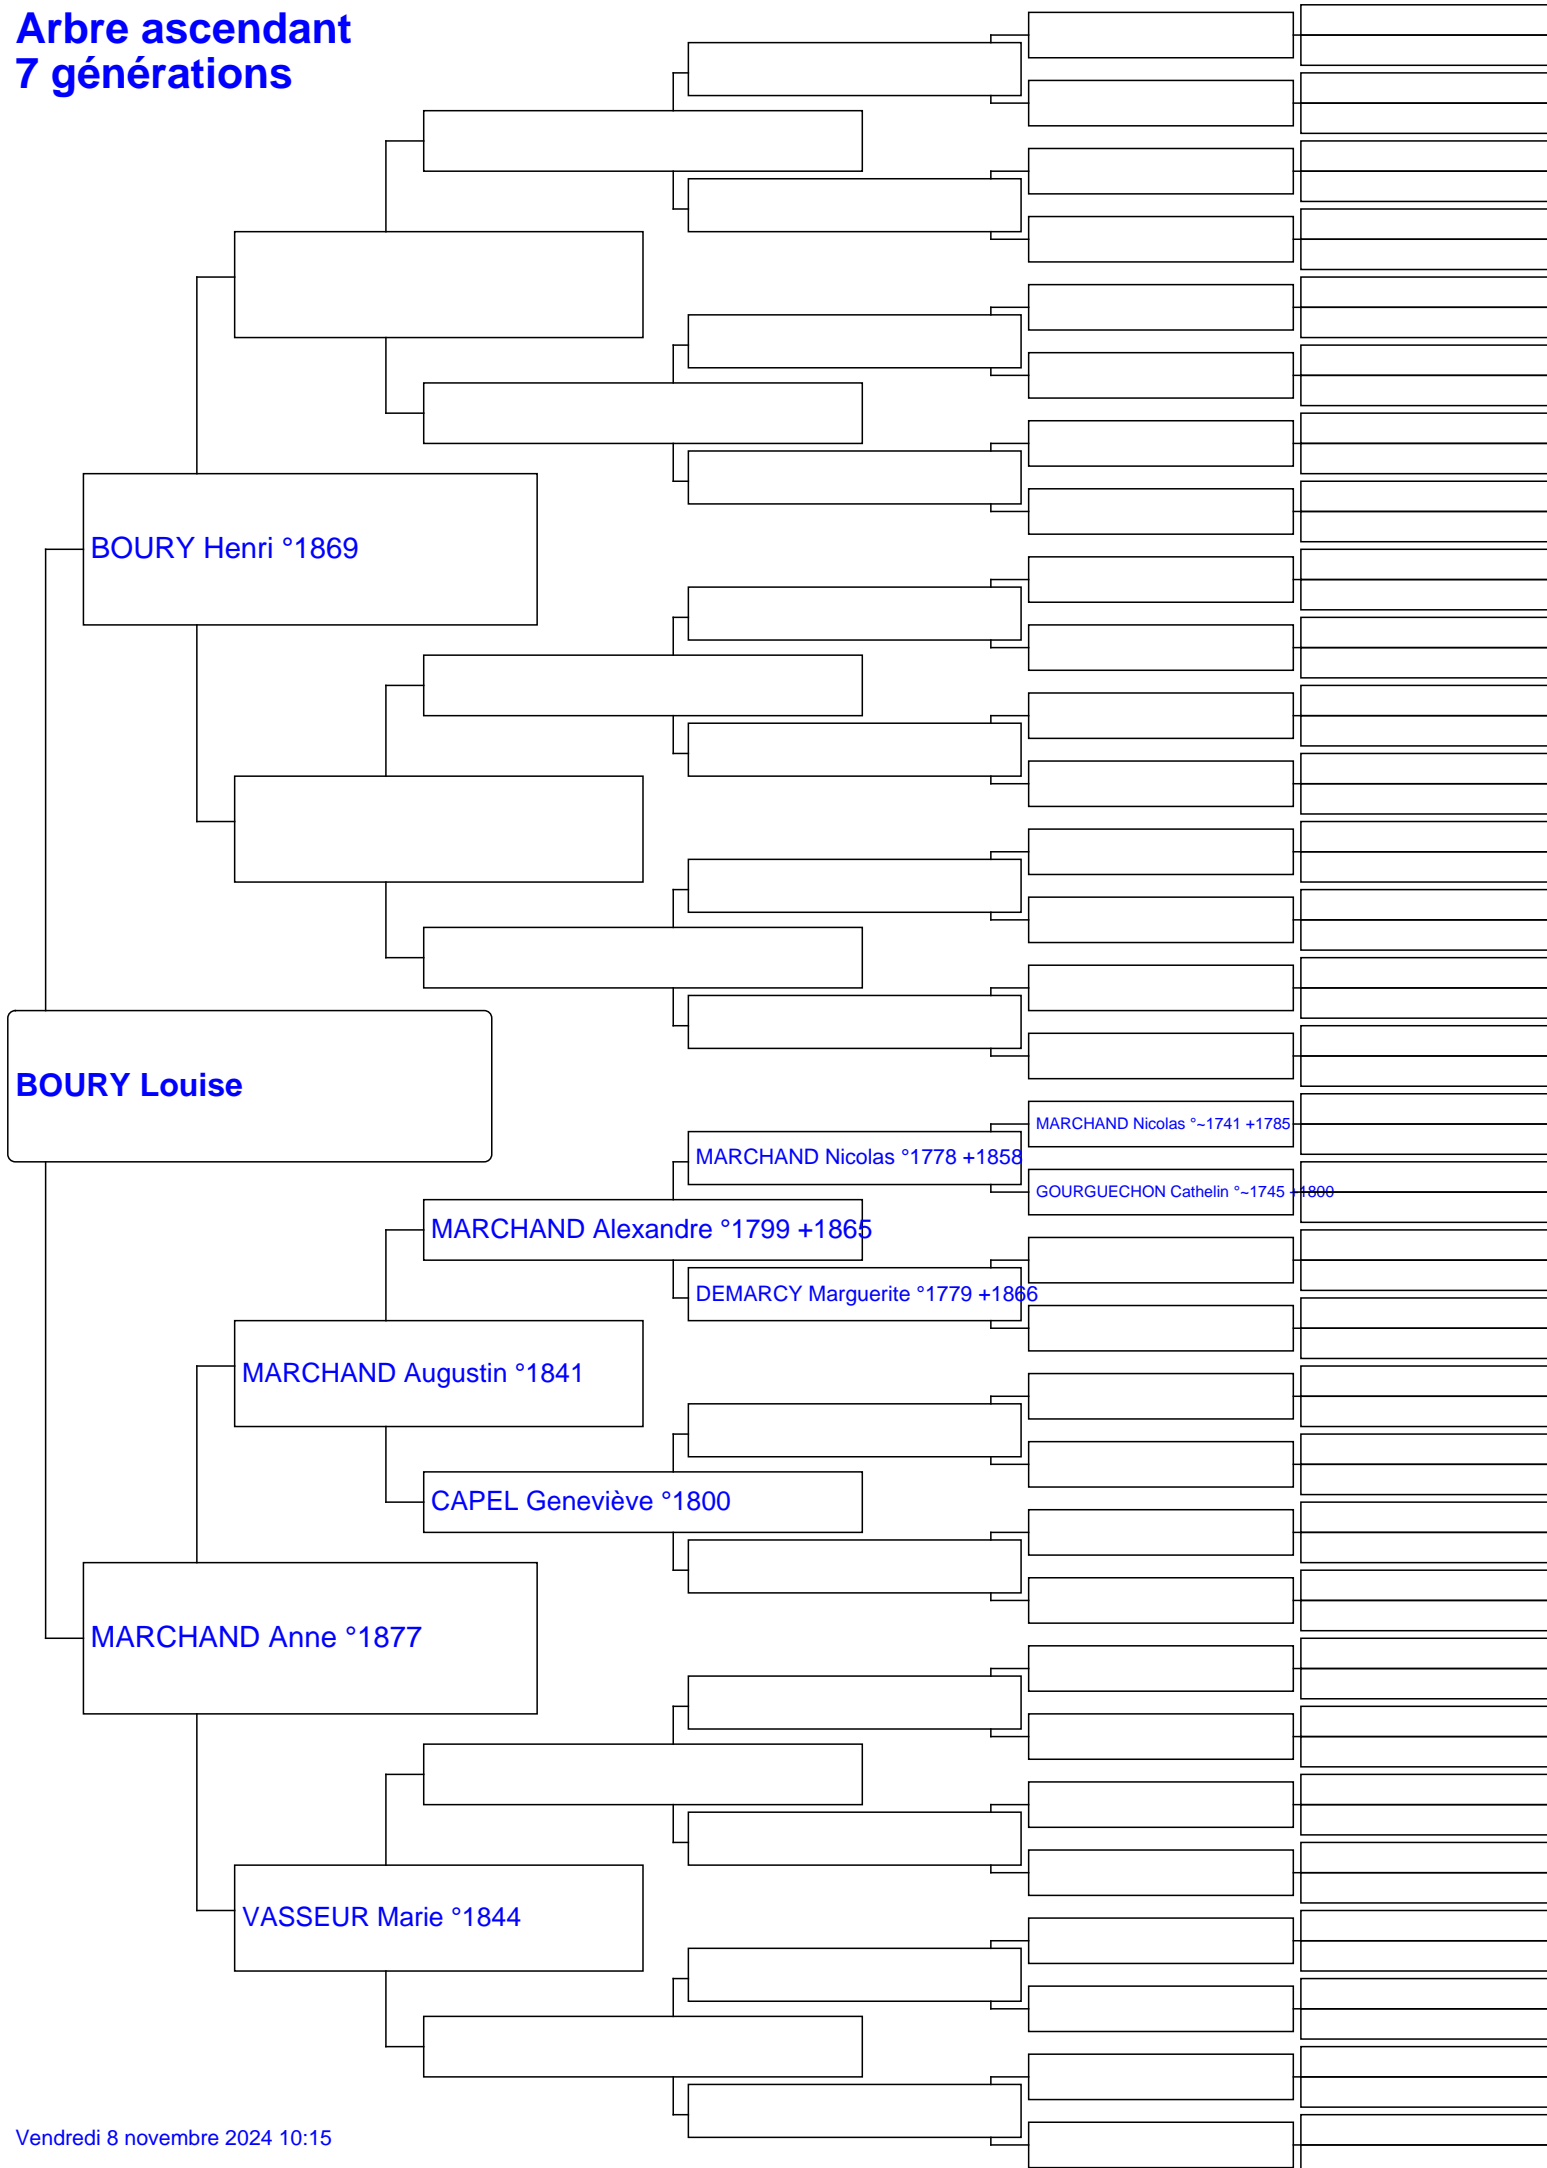 Arbre ascendant
7 générations
BOURY Henri °1869
BOURY Louise
MARCHAND Nicolas °~1741 +1785
MARCHAND Nicolas °1778 +1858
GOURGUECHON Cathelin °~1745 +1800
MARCHAND Alexandre °1799 +1865
DEMARCY Marguerite °1779 +1866
MARCHAND Augustin °1841
CAPEL Geneviève °1800
MARCHAND Anne °1877
VASSEUR Marie °1844
Vendredi 8 novembre 2024 10:15